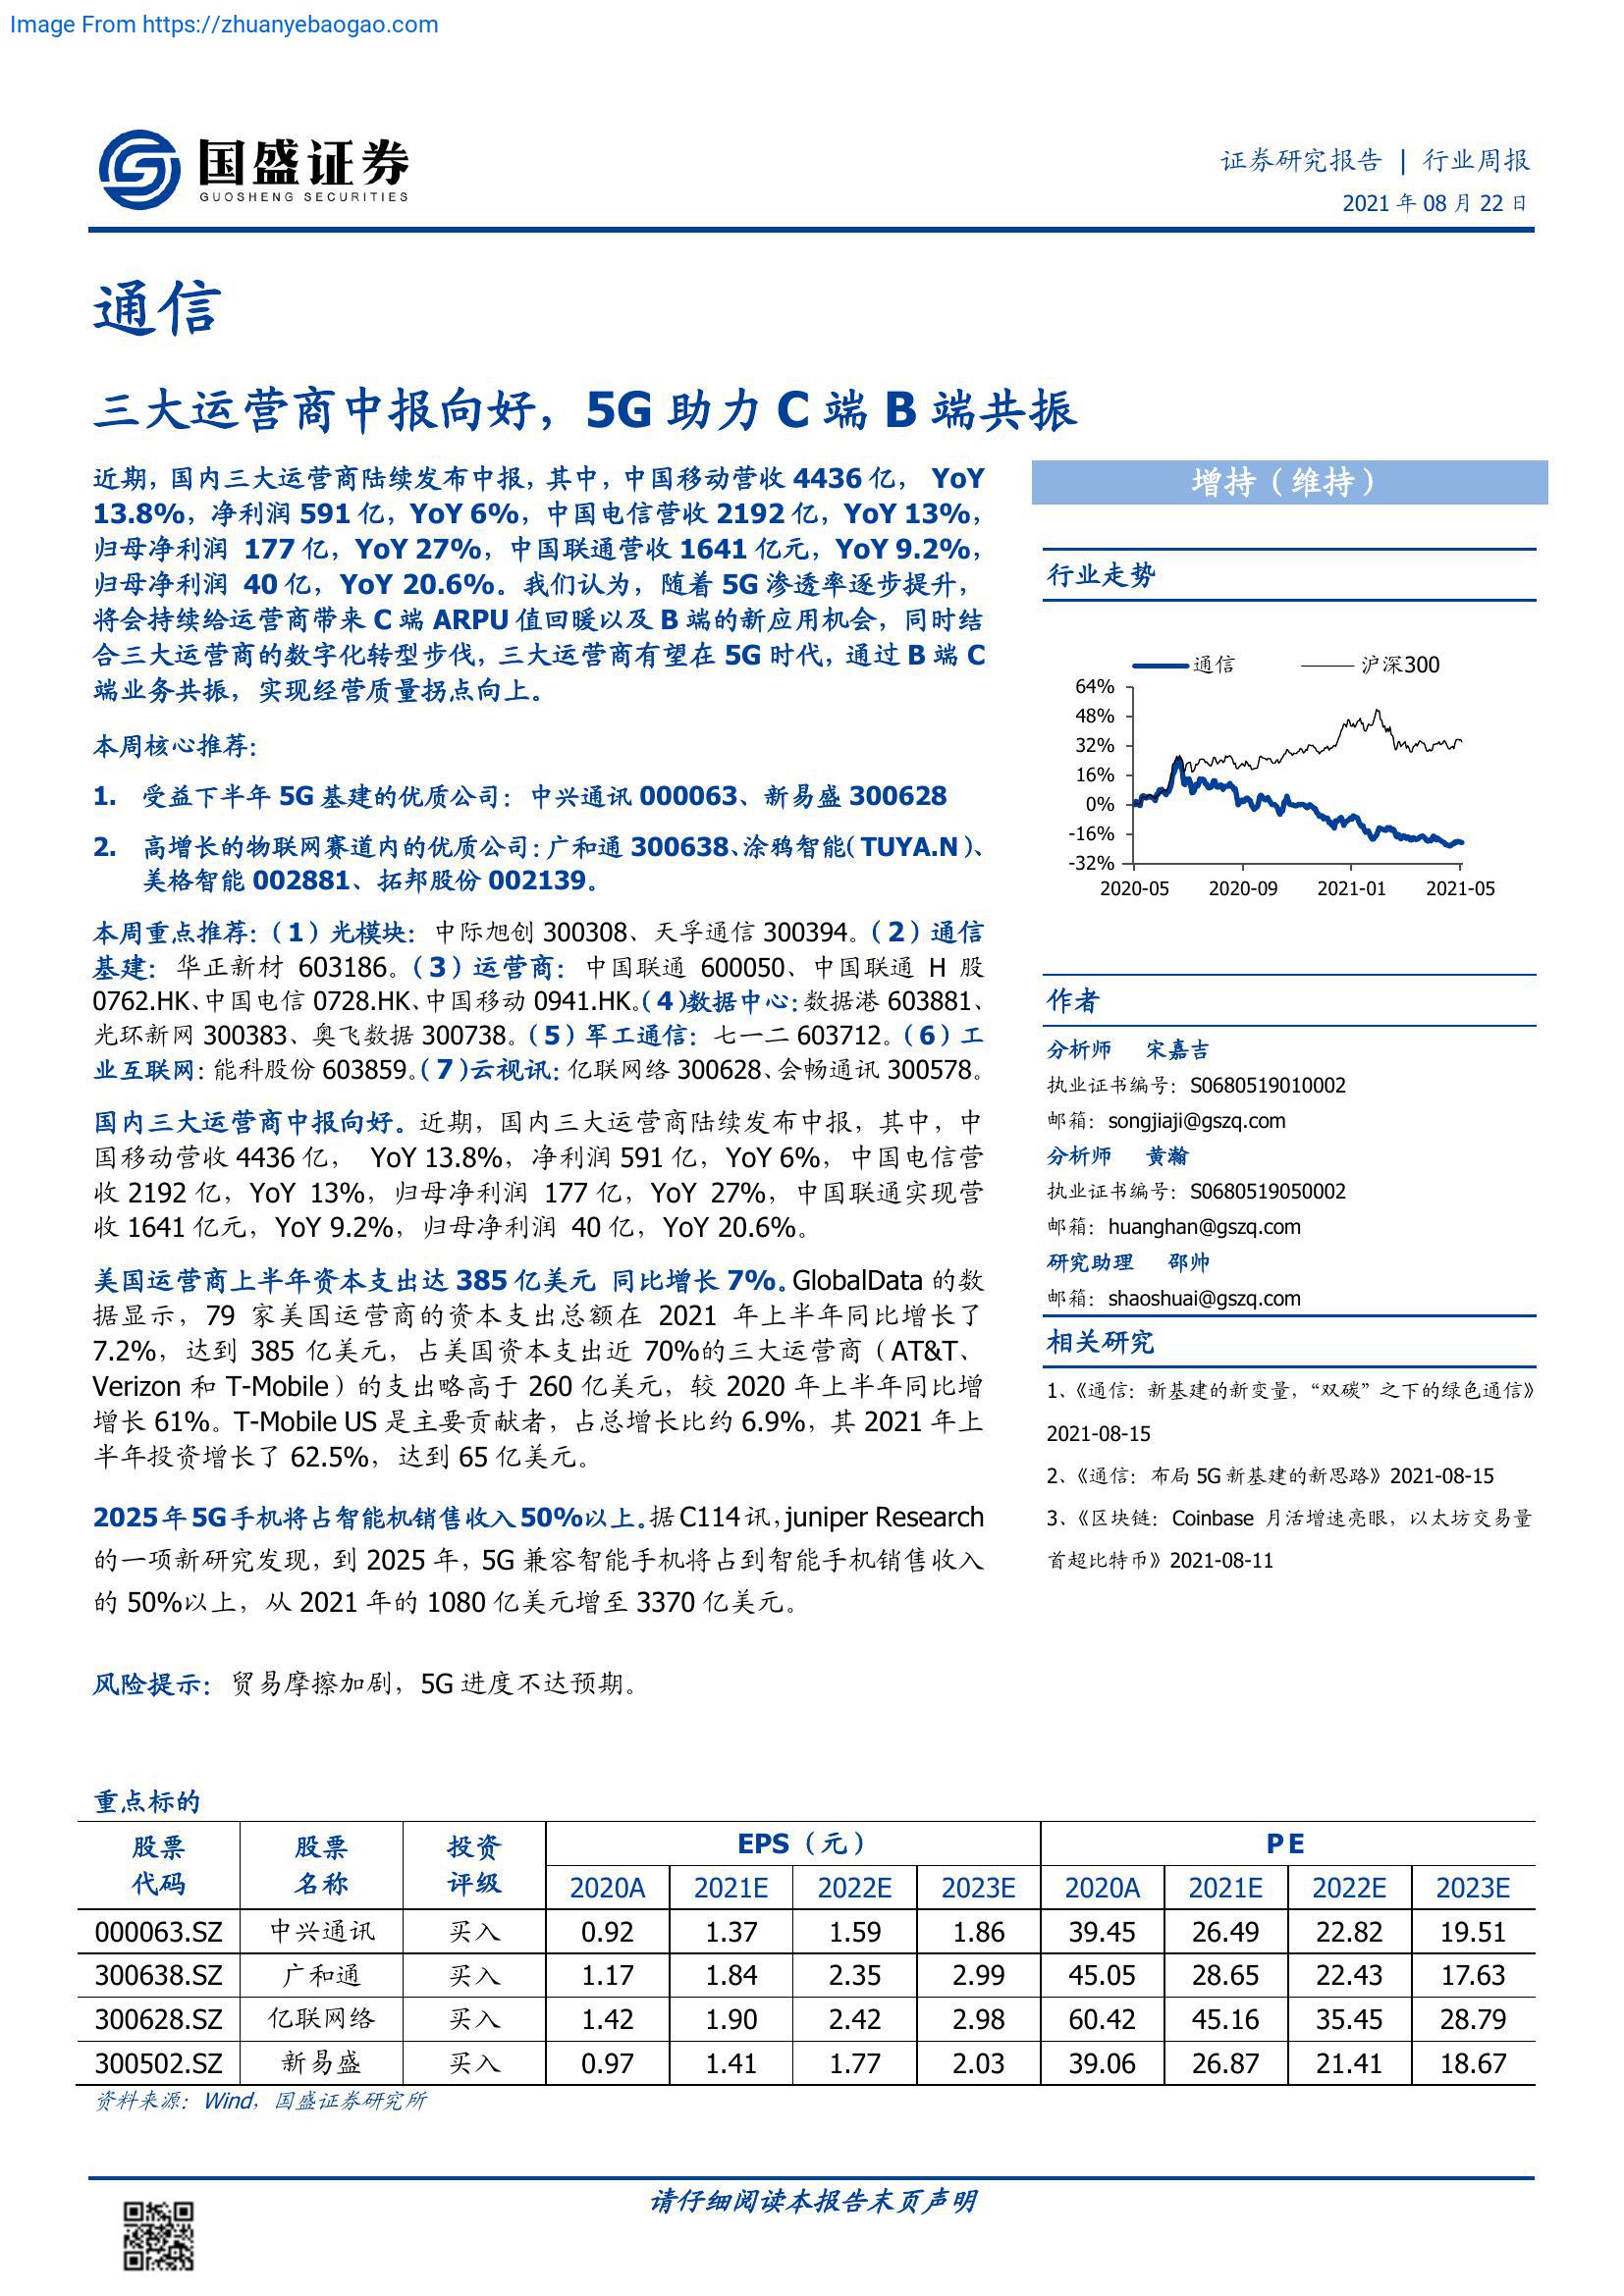 Image From https://zhuanyebaogao.com
国盛证券
GUOSHENG SECURITIES
证券研究报告 | 行业周报
2021 年 08 月 22 日
通信
三大运营商中报向好，5G 助力 C 端 B 端共振
近期，国内三大运营商陆续发布中报，其中，中国移动营收 4436 亿， YoY
13.8%，净利润 591 亿，YoY 6%，中国电信营收 2192 亿，YoY 13%，
归母净利润 177 亿，YoY 27%，中国联通营收 1641 亿元，YoY 9.2%，
归母净利润 40 亿，YoY 20.6%。我们认为，随着 5G 渗透率逐步提升，
将会持续给运营商带来 C 端 ARPU 值回暖以及 B 端的新应用机会，同时结
合三大运营商的数字化转型步伐，三大运营商有望在 5G 时代，通过 B 端 C
端业务共振，实现经营质量拐点向上。
本周核心推荐：
1. 受益下半年 5G 基建的优质公司：中兴通讯 000063、新易盛 300628
2. 高增长的物联网赛道内的优质公司：广和通 300638、涂鸦智能（TUYA.N）、
美格智能 002881、拓邦股份 002139。
本周重点推荐：（1）光模块：中际旭创 300308、天孚通信 300394。（2）通信
基建：华正新材 603186。（3）运营商：中国联通 600050、中国联通 H 股
0762.HK、中国电信 0728.HK、中国移动 0941.HK。（4）数据中心：数据港 603881、
光环新网 300383、奥飞数据 300738。（5）军工通信：七一二 603712。（6）工
业互联网：能科股份 603859。（7）云视讯：亿联网络 300628、会畅通讯 300578。
国内三大运营商中报向好。近期，国内三大运营商陆续发布中报，其中，中
国移动营收 4436 亿， YoY 13.8%，净利润 591 亿，YoY 6%，中国电信营
收 2192 亿，YoY 13%，归母净利润 177 亿，YoY 27%，中国联通实现营
收 1641 亿元，YoY 9.2%，归母净利润 40 亿，YoY 20.6%。
美国运营商上半年资本支出达 385 亿美元 同比增长 7%。GlobalData 的数
据显示，79 家美国运营商的资本支出总额在 2021 年上半年同比增长了
7.2%，达到 385 亿美元，占美国资本支出近 70%的三大运营商（AT&T、
Verizon 和 T-Mobile）的支出略高于 260 亿美元，较 2020 年上半年同比增
增长 61%。T-Mobile US 是主要贡献者，占总增长比约 6.9%，其 2021 年上
半年投资增长了 62.5%，达到 65 亿美元。
2025 年 5G 手机将占智能机销售收入 50%以上。据 C114 讯，juniper Research
的一项新研究发现，到 2025 年，5G 兼容智能手机将占到智能手机销售收入
的 50%以上，从 2021 年的 1080 亿美元增至 3370 亿美元。
风险提示：贸易摩擦加剧，5G 进度不达预期。
增持（维持）
行业走势
通信 沪深300
64%
48%
32%
16%
0%
-16%
-32%
2020-05 2020-09 2021-01 2021-05
作者
分析师 宋嘉吉
执业证书编号：S0680519010002
邮箱：songjiaji@gszq.com
分析师 黄瀚
执业证书编号：S0680519050002
邮箱：huanghan@gszq.com
研究助理 邵帅
邮箱：shaoshuai@gszq.com
相关研究
1、《通信：新基建的新变量，“双碳”之下的绿色通信》
2021-08-15
2、《通信：布局 5G 新基建的新思路》2021-08-15
3、《区块链：Coinbase 月活增速亮眼，以太坊交易量
首超比特币》2021-08-11
重点标的
股票 股票 投资 EPS（元） PE
代码 名称 评级 2020A 2021E 2022E 2023E 2020A 2021E 2022E 2023E
000063.SZ 中兴通讯 买入 0.92 1.37 1.59 1.86 39.45 26.49 22.82 19.51
300638.SZ 广和通 买入 1.17 1.84 2.35 2.99 45.05 28.65 22.43 17.63
300628.SZ 亿联网络 买入 1.42 1.90 2.42 2.98 60.42 45.16 35.45 28.79
300502.SZ 新易盛 买入 0.97 1.41 1.77 2.03 39.06 26.87 21.41 18.67
资料来源：Wind，国盛证券研究所
请仔细阅读本报告末页声明